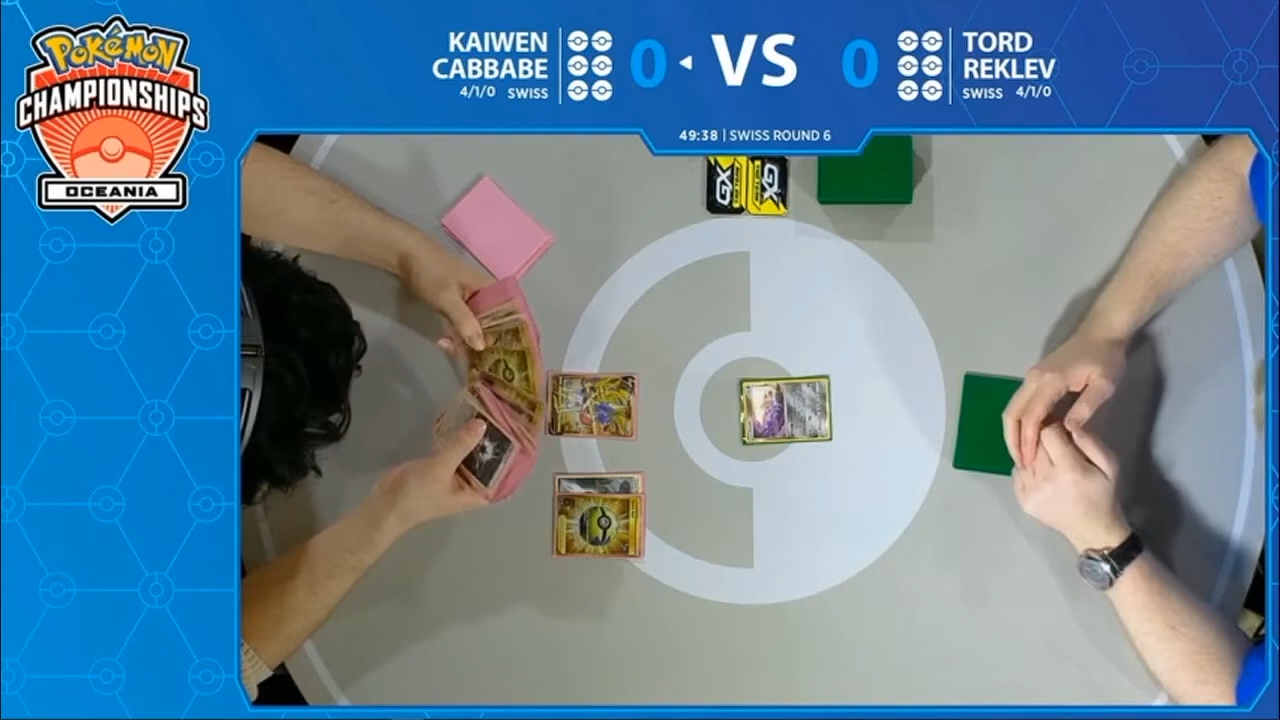 POKÉMON
CHAMPIONSHIPS
OCEANIA
KAIWEN
CABBABE
4/1/0 SWISS
0
VS
0
TORD
REKLEV
SWISS 4/1/0
49:38 | SWISS ROUND 6
GX
GX